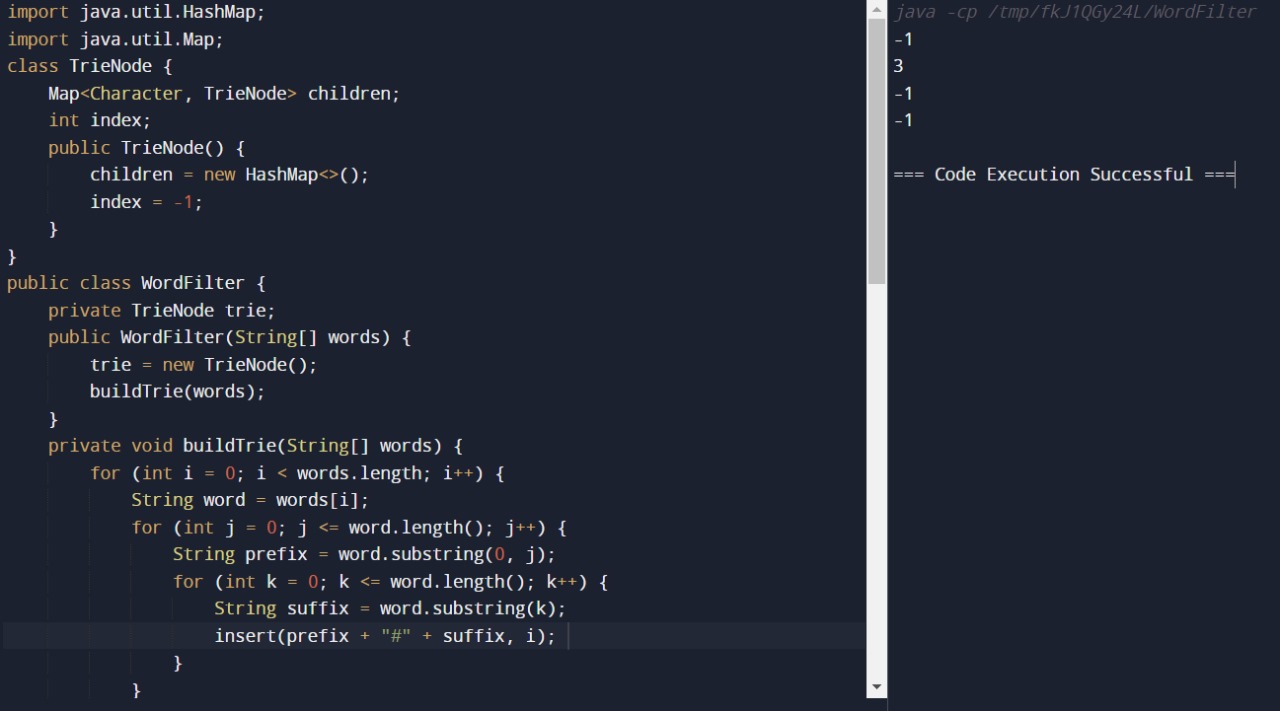 import java.util.HashMap;
import java.util.Map;
class TrieNode {
    Map<Character, TrieNode> children;
    int index;
    public TrieNode() {
        children = new HashMap<>();
        index = -1;
    }
}
public class WordFilter {
    private TrieNode trie;
    public WordFilter(String[] words) {
        trie = new TrieNode();
        buildTrie(words);
    }
    private void buildTrie(String[] words) {
        for (int i = 0; i < words.length; i++) {
            String word = words[i];
            for (int j = 0; j <= word.length(); j++) {
                String prefix = word.substring(0, j);
                for (int k = 0; k <= word.length(); k++) {
                    String suffix = word.substring(k);
                    insert(prefix + "#" + suffix, i);
                }
            }
java -cp /tmp/fkJ1QGy24L/WordFilter
-1
3
-1
-1
=== Code Execution Successful ===